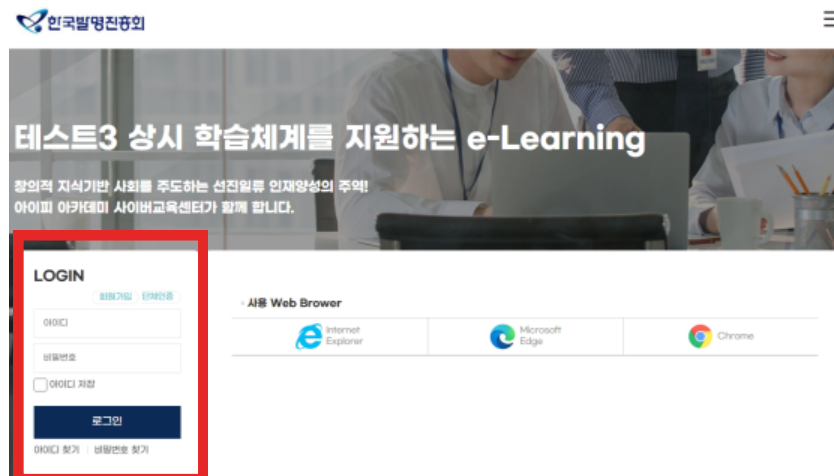 한국발명진흥회
테스트3 상시 학습체계를 지원하는 e-Learning
창의적 지식기반 사회를 주도하는 선진일류 인재양성의 주역!
아이피 아카데미 사이버교육센터가 함께 합니다.
LOGIN
회원가입 단체인증
아이디
비밀번호
아이디 저장
로그인
아이디 찾기 비밀번호 찾기
사용 Web Brower
Internet
Explorer
Microsoft
Edge
Chrome